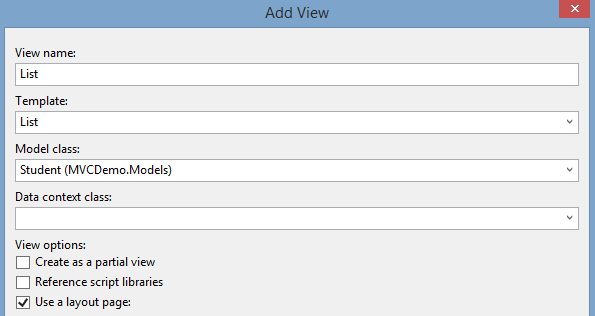 Add View
View name:
List
Template:
List
Model class:
Student (MVCDemo.Models)
Data context class:
View options:
Create as a partial view
Reference script libraries
Use a layout page: